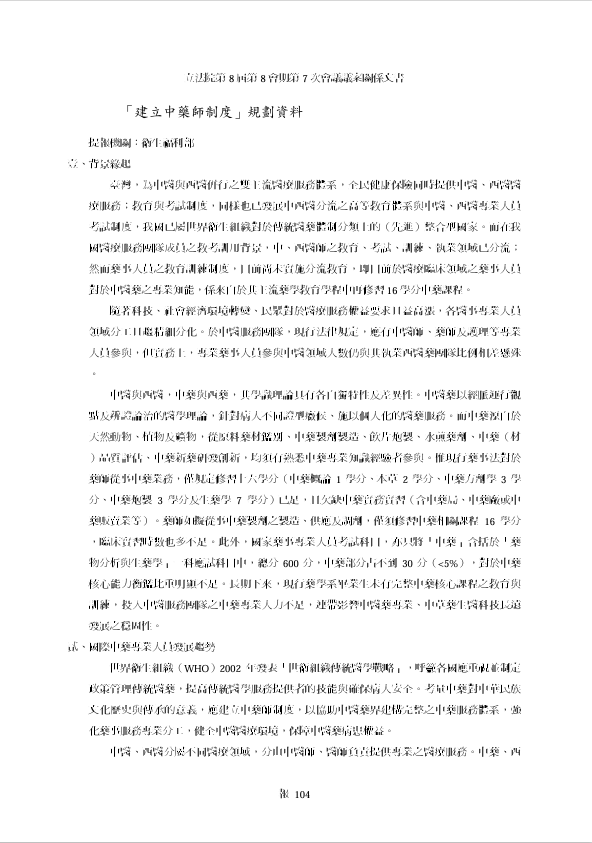 立法院第 8 屆第 8 會期第 7 次會議議案關係文書
「建立中藥師制度」規劃資料
提報機關：衛生福利部
壹、背景緣起
臺灣，為中醫與西醫併行之雙主流醫療服務體系，全民健康保險同時提供中醫、西醫醫
療服務；教育與考試制度，同樣也已發展中西醫分流之高等教育體系與中醫、西醫專業人員
考試制度，我國已屬世界衛生組織對於傳統醫藥體制分類上的（先進）整合型國家。而在我
國醫療服務團隊成員之教考訓用背景，中、西醫師之教育、考試、訓練、執業領域已分流；
然而藥事人員之教育訓練制度，目前尚未實施分流教育，即目前於醫療臨床領域之藥事人員
對於中醫藥之專業知能，係來自於其主流藥學教育學程中再修習 16 學分中藥課程。
隨著科技、社會經濟環境轉變、民眾對於醫療服務權益要求日益高漲，各醫事專業人員
領域分工日趨精細分化。於中醫服務團隊，現行法律規定，應有中醫師、藥師及護理等專業
人員參與，但實務上，專業藥事人員參與中醫領域人數仍與其執業西醫藥團隊比例相差懸殊
。
中醫與西醫，中藥與西藥，其學識理論具有各自獨特性及差異性。中醫藥以經脈運行觀
點及辨證論治的醫學理論，針對病人不同證型癥候、施以個人化的醫藥服務。而中藥源自於
天然動物、植物及礦物，從原料藥材鑑別、中藥製劑製造、飲片炮製、水煎藥劑、中藥（材
）品質評估、中藥新藥研發創新，均須有熟悉中藥專業知識經驗者參與。惟現行藥事法對於
藥師從事中藥業務，僅規定修習十六學分（中藥概論 1 學分、本草 2 學分、中藥方劑學 3 學
分、中藥炮製 3 學分及生藥學 7 學分）已足，且欠缺中藥實務實習（含中藥局、中藥廠或中
藥販賣業等）。藥師如擬從事中藥製劑之製造、供應及調劑，僅須修習中藥相關課程 16 學分
，臨床實習時數也多不足。此外，國家藥事專業人員考試科目，亦只將「中藥」含括於「藥
物分析與生藥學」一科應試科目中，總分 600 分，中藥部分占不到 30 分（<5%），對於中藥
核心能力衡鑑比重明顯不足。長期下來，現行藥學系畢業生未有完整中藥核心課程之教育與
訓練，投入中醫服務團隊之中藥專業人力不足，連帶影響中醫藥專業、中草藥生醫科技長遠
發展之穩固性。
貳、國際中藥專業人員發展趨勢
世界衛生組織（WHO）2002 年發表「世衛組織傳統醫學戰略」，呼籲各國應重視並制定
政策管理傳統醫藥，提高傳統醫學服務提供者的技能與確保病人安全。考量中藥對中華民族
文化歷史與傳承的意義，應建立中藥師制度，以協助中醫藥界建構完整之中藥服務體系，強
化藥事服務專業分工，健全中醫醫療環境，保障中醫藥病患權益。
中醫、西醫分屬不同醫療領域，分由中醫師、醫師負責提供專業之醫療服務。中藥、西
報 104